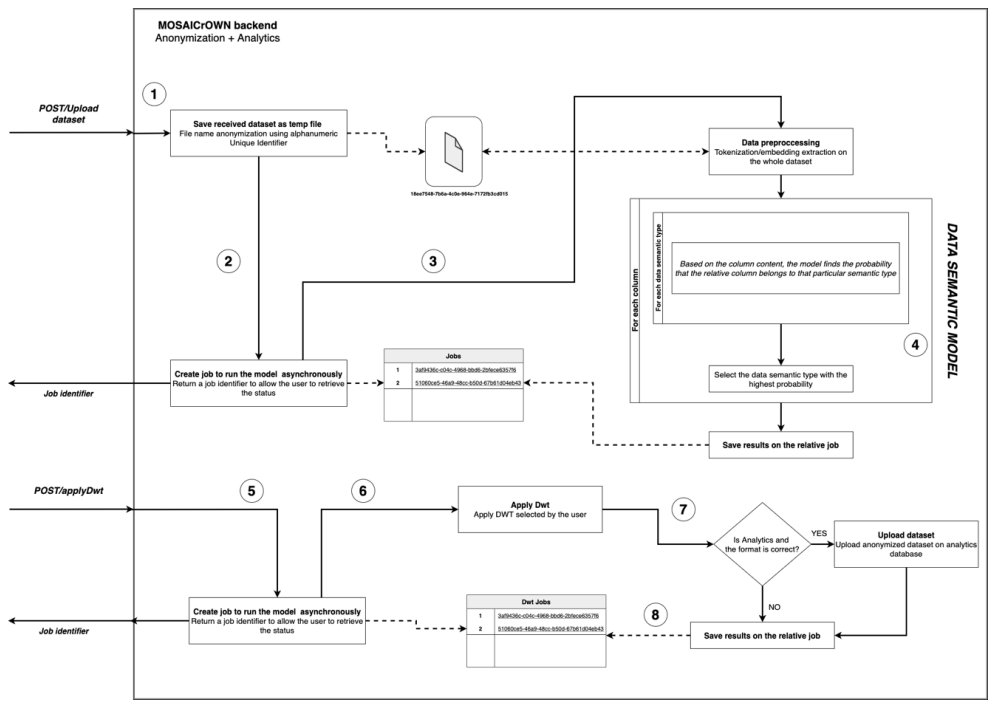 MOSAICrOWN backend
Anonymization + Analytics
1
POST/Upload
dataset
Save received dataset as temp file
File name anonymization using alphanumeric
Unique Identifier
18ee7548-7b6a-4c0e-964e-7172fb3cd615
Data preproccessing
Tokenization/embedding extraction on
the whole dataset
2
3
For each column
For each data semantic type
Based on the column content, the model finds the probability
that the relative column belongs to that particular semantic type
DATA SEMANTIC MODEL
4
Select the data semantic type with the
highest probability
Create job to run the model asynchronously
Return a job identifier to allow the user to retrieve
the status
Job identifier
Jobs
1 3af9436c-c04c-4968-bbd6-2bfece6357f6
2 51060ce5-46a9-48cc-b50d-67b61d04eb43
Save results on the relative job
POST/applyDwt
5
6
Apply Dwt
Apply DWT selected by the user
7
Is Analytics and
the format is correct?
YES
Upload dataset
Upload anonymized dataset on analytics
database
NO
Create job to run the model asynchronously
Return a job identifier to allow the user to retrieve
the status
Job identifier
Dwt Jobs
1 3af9436c-c04c-4968-bbd6-2bfece6357f6
2 51060ce5-46a9-48cc-b50d-67b61d04eb43
8
Save results on the relative job